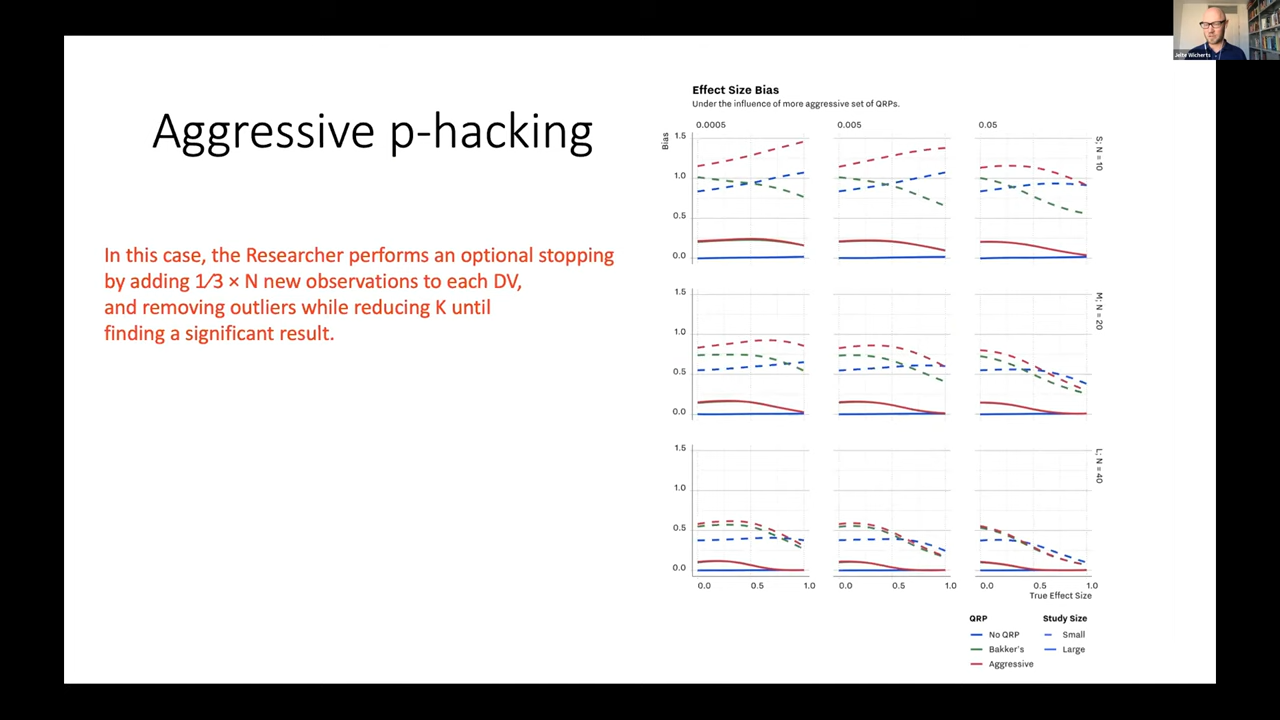 Jelte Wicherts
Aggressive p-hacking
In this case, the Researcher performs an optional stopping
by adding 1/3 × N new observations to each DV,
and removing outliers while reducing K until
finding a significant result.
Effect Size Bias
Under the influence of more aggressive set of QRPs.
0.0005
0.005
0.05
Bias
1.5
1.0
0.5
0.0
S; N = 10
1.5
1.0
0.5
0.0
M; N = 20
1.5
1.0
0.5
0.0
L; N = 40
0.0 0.5 1.0
0.0 0.5 1.0
0.0 0.5 1.0
True Effect Size
QRP
No QRP
Bakker's
Aggressive
Study Size
Small
Large